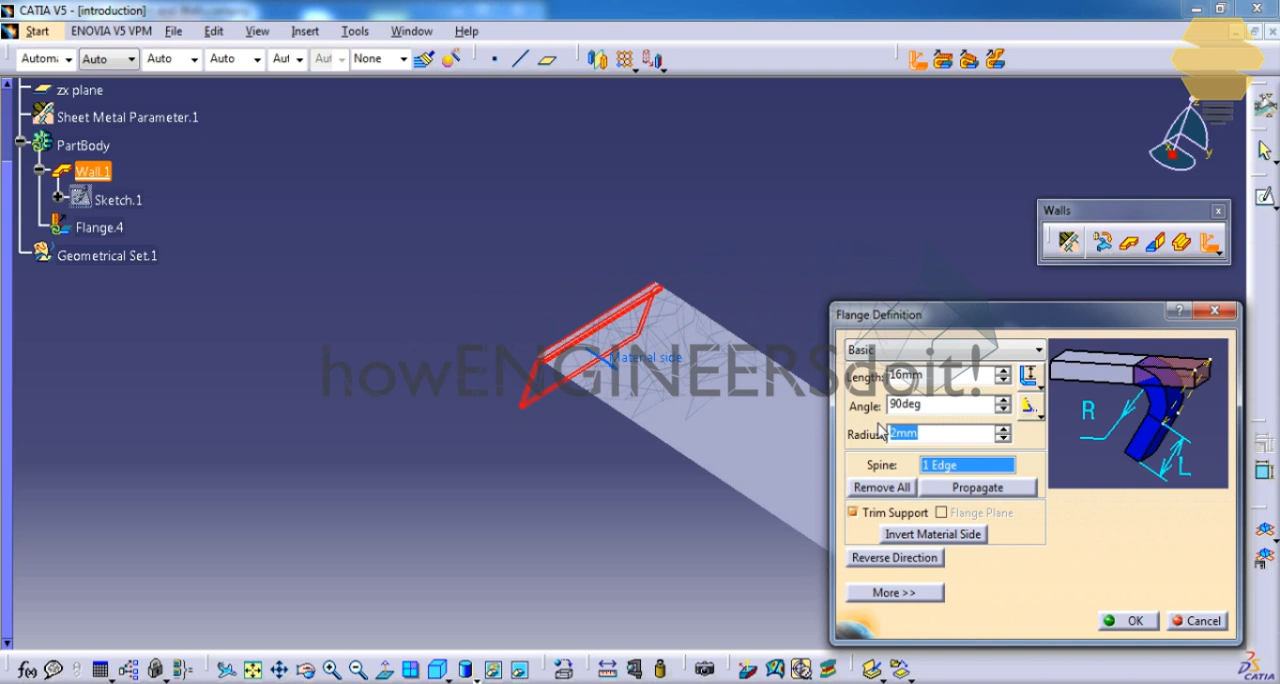 CATIA V5 - [introduction]
Start ENOVIA V5 VPM File Edit View Insert Tools Window Help
Auto Auto Auto Aut Aut None
zx plane
Sheet Metal Parameter.1
PartBody
Wall.1
Sketch.1
Flange.4
Geometrical Set.1
z
x
y
Walls
Material side
howENGINEERSdoit!
Flange Definition
Basic
Length: 16mm
Angle: 90deg
Radius: 2mm
R
L
Spine: 1 Edge
Remove All Propagate
Trim Support Flange Plane
Invert Material Side
Reverse Direction
More >>
OK Cancel
f(x)
CATIA